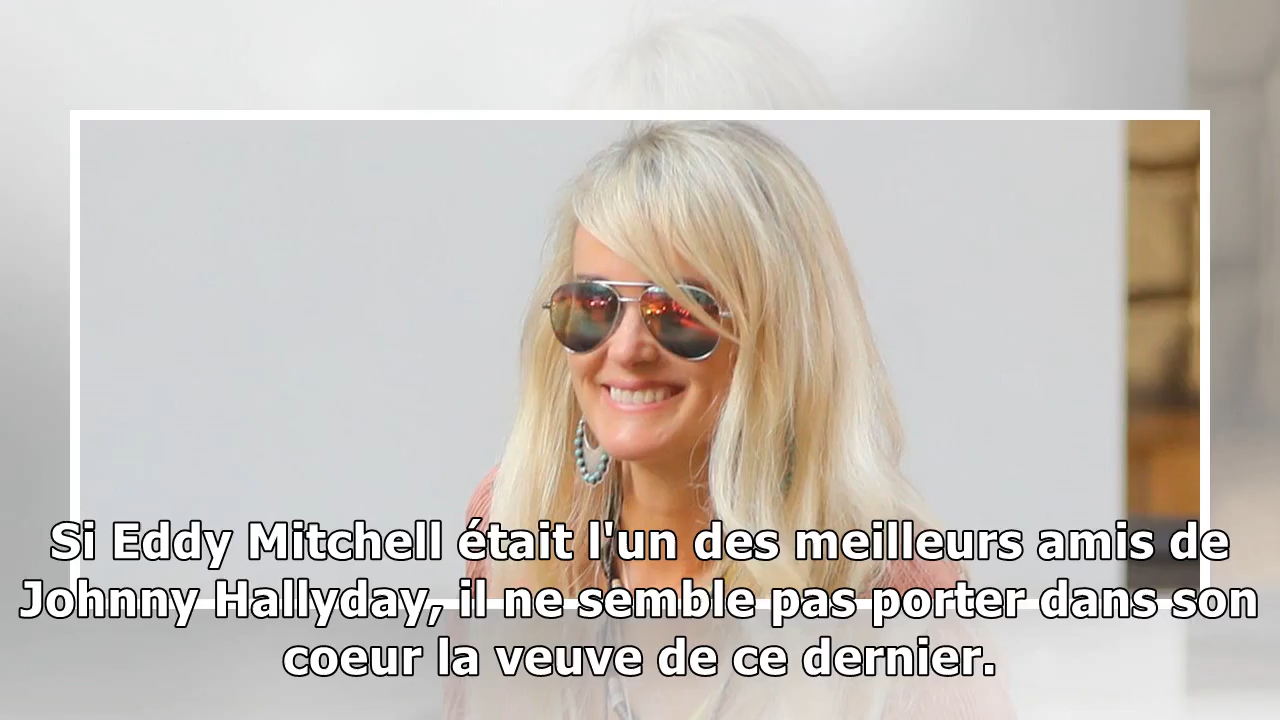 Si Eddy Mitchell était l'un des meilleurs amis de
Johnny Hallyday, il ne semble pas porter dans son
coeur la veuve de ce dernier.